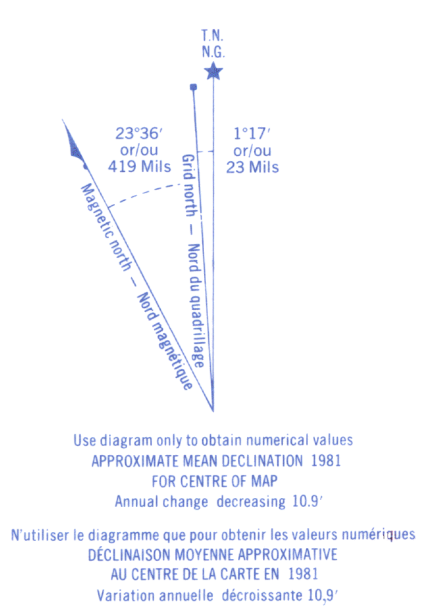 T.N.
N.G.
23°36′
or/ou
419 Mils
1°17′
or/ou
23 Mils
Magnetic north — Nord magnétique
Grid north — Nord du quadrillage
Use diagram only to obtain numerical values
APPROXIMATE MEAN DECLINATION 1981
FOR CENTRE OF MAP
Annual change decreasing 10.9′
N'utiliser le diagramme que pour obtenir les valeurs numériques
DÉCLINAISON MOYENNE APPROXIMATIVE
AU CENTRE DE LA CARTE EN 1981
Variation annuelle décroissante 10,9′